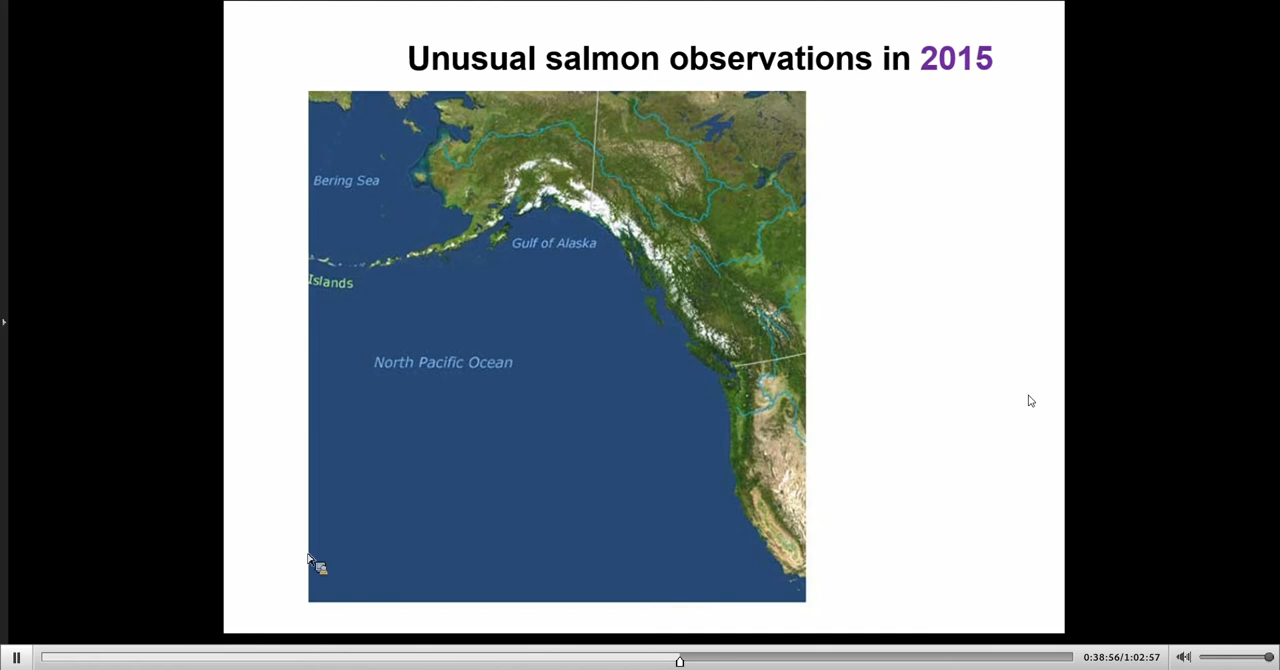 Unusual salmon observations in 2015
Bering Sea
Gulf of Alaska
Islands
North Pacific Ocean
0:38:56/1:02:57